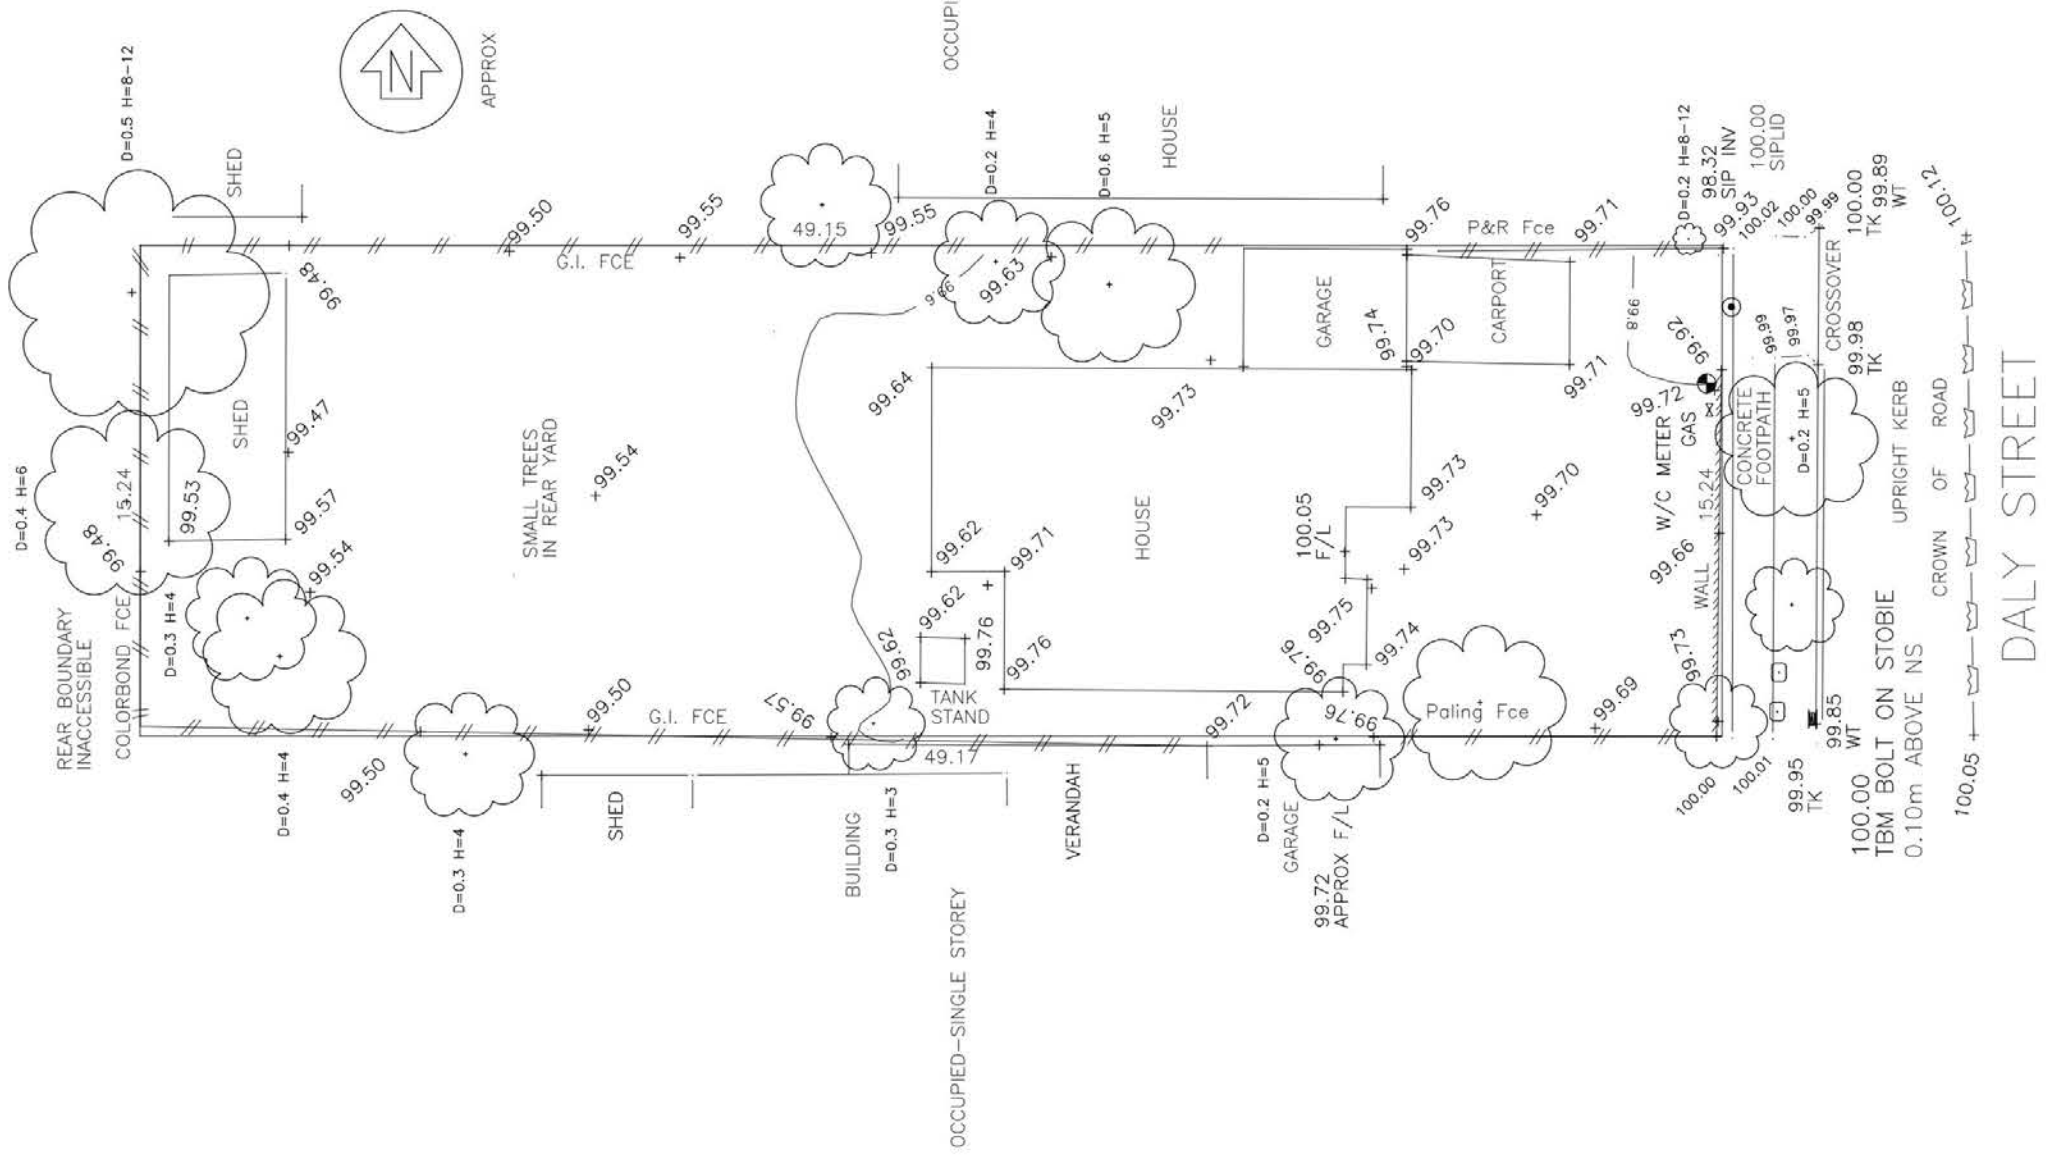 D=0.5 H=8-12
N
APPROX
OCCUPI
SHED
D=0.4 H=6
REAR BOUNDARY
INACCESSIBLE
COLORBOND FCE
99.48
15.24
99.53
SHED
99.47
99.57
99.54
99.48
D=0.3 H=4
D=0.4 H=4
99.50
G.I. FCE
99.55
49.15
99.55
D=0.2 H=4
D=0.6 H=5
HOUSE
SMALL TREES
IN REAR YARD
99.54
99.6
99.63
99.64
99.73
99.62
99.71
99.62
99.62
99.76
99.76
TANK
STAND
HOUSE
100.05
F/L
99.50
99.50
D=0.3 H=4
G.I. FCE
99.57
SHED
BUILDING
D=0.3 H=3
49.17
VERANDAH
99.72
D=0.2 H=5
GARAGE
99.72
APPROX F/L
OCCUPIED-SINGLE STOREY
GARAGE
99.74
99.70
CARPORT
99.76
P&R Fce
99.71
99.71
99.8
99.92
99.72
W/C METER
GAS
99.73
99.70
99.73
99.75
99.74
99.76
99.76
Paling Fce
99.69
99.66
99.73
WALL
15.24
D=0.2 H=8-12
98.32
SIP INV
100.00
SIPLID
99.93
100.02
100.00
99.99
100.00
TK
99.89
WT
99.99
99.97
CROSSOVER
99.98
TK
CONCRETE
FOOTPATH
D=0.2 H=5
UPRIGHT KERB
CROWN OF ROAD
100.12
100.05
100.00
100.01
99.95
TK
99.85
WT
100.00
TBM BOLT ON STOBIE
0.10m ABOVE NS
DALY STREET